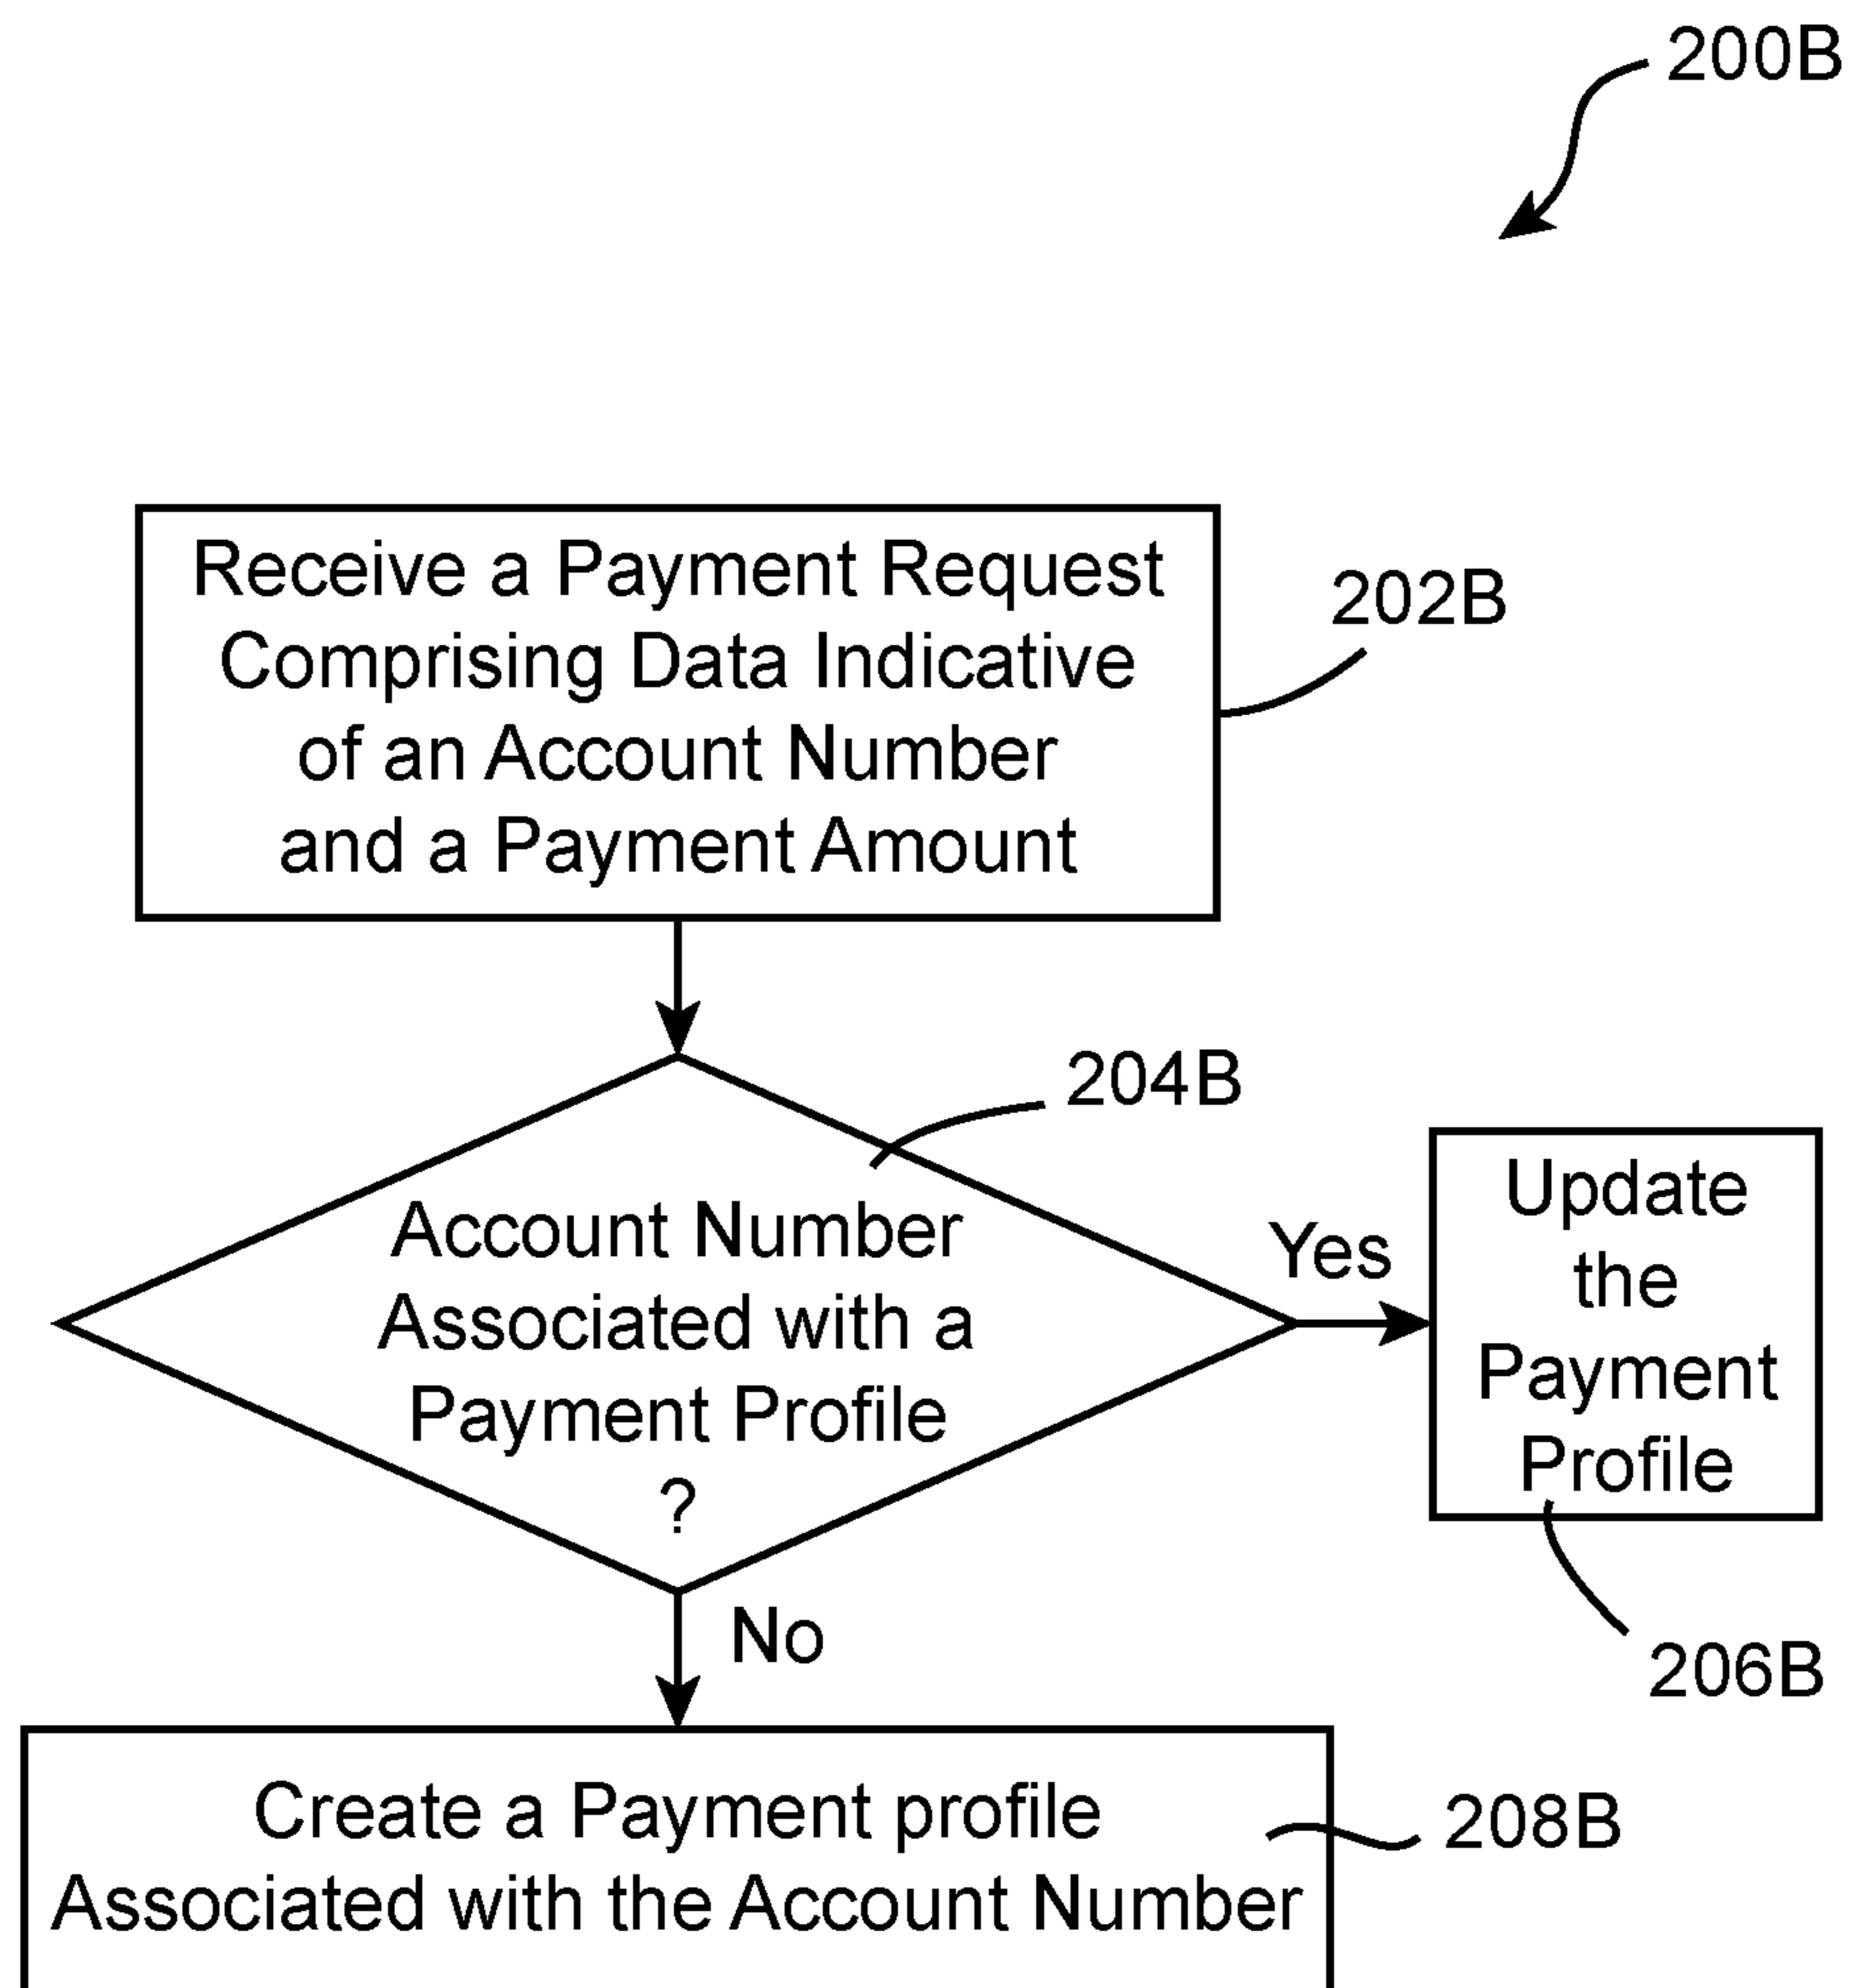 200B
Receive a Payment Request
Comprising Data Indicative
of an Account Number
and a Payment Amount
202B
204B
Account Number
Associated with a
Payment Profile
?
Yes
Update
the
Payment
Profile
206B
No
Create a Payment profile
Associated with the Account Number
208B